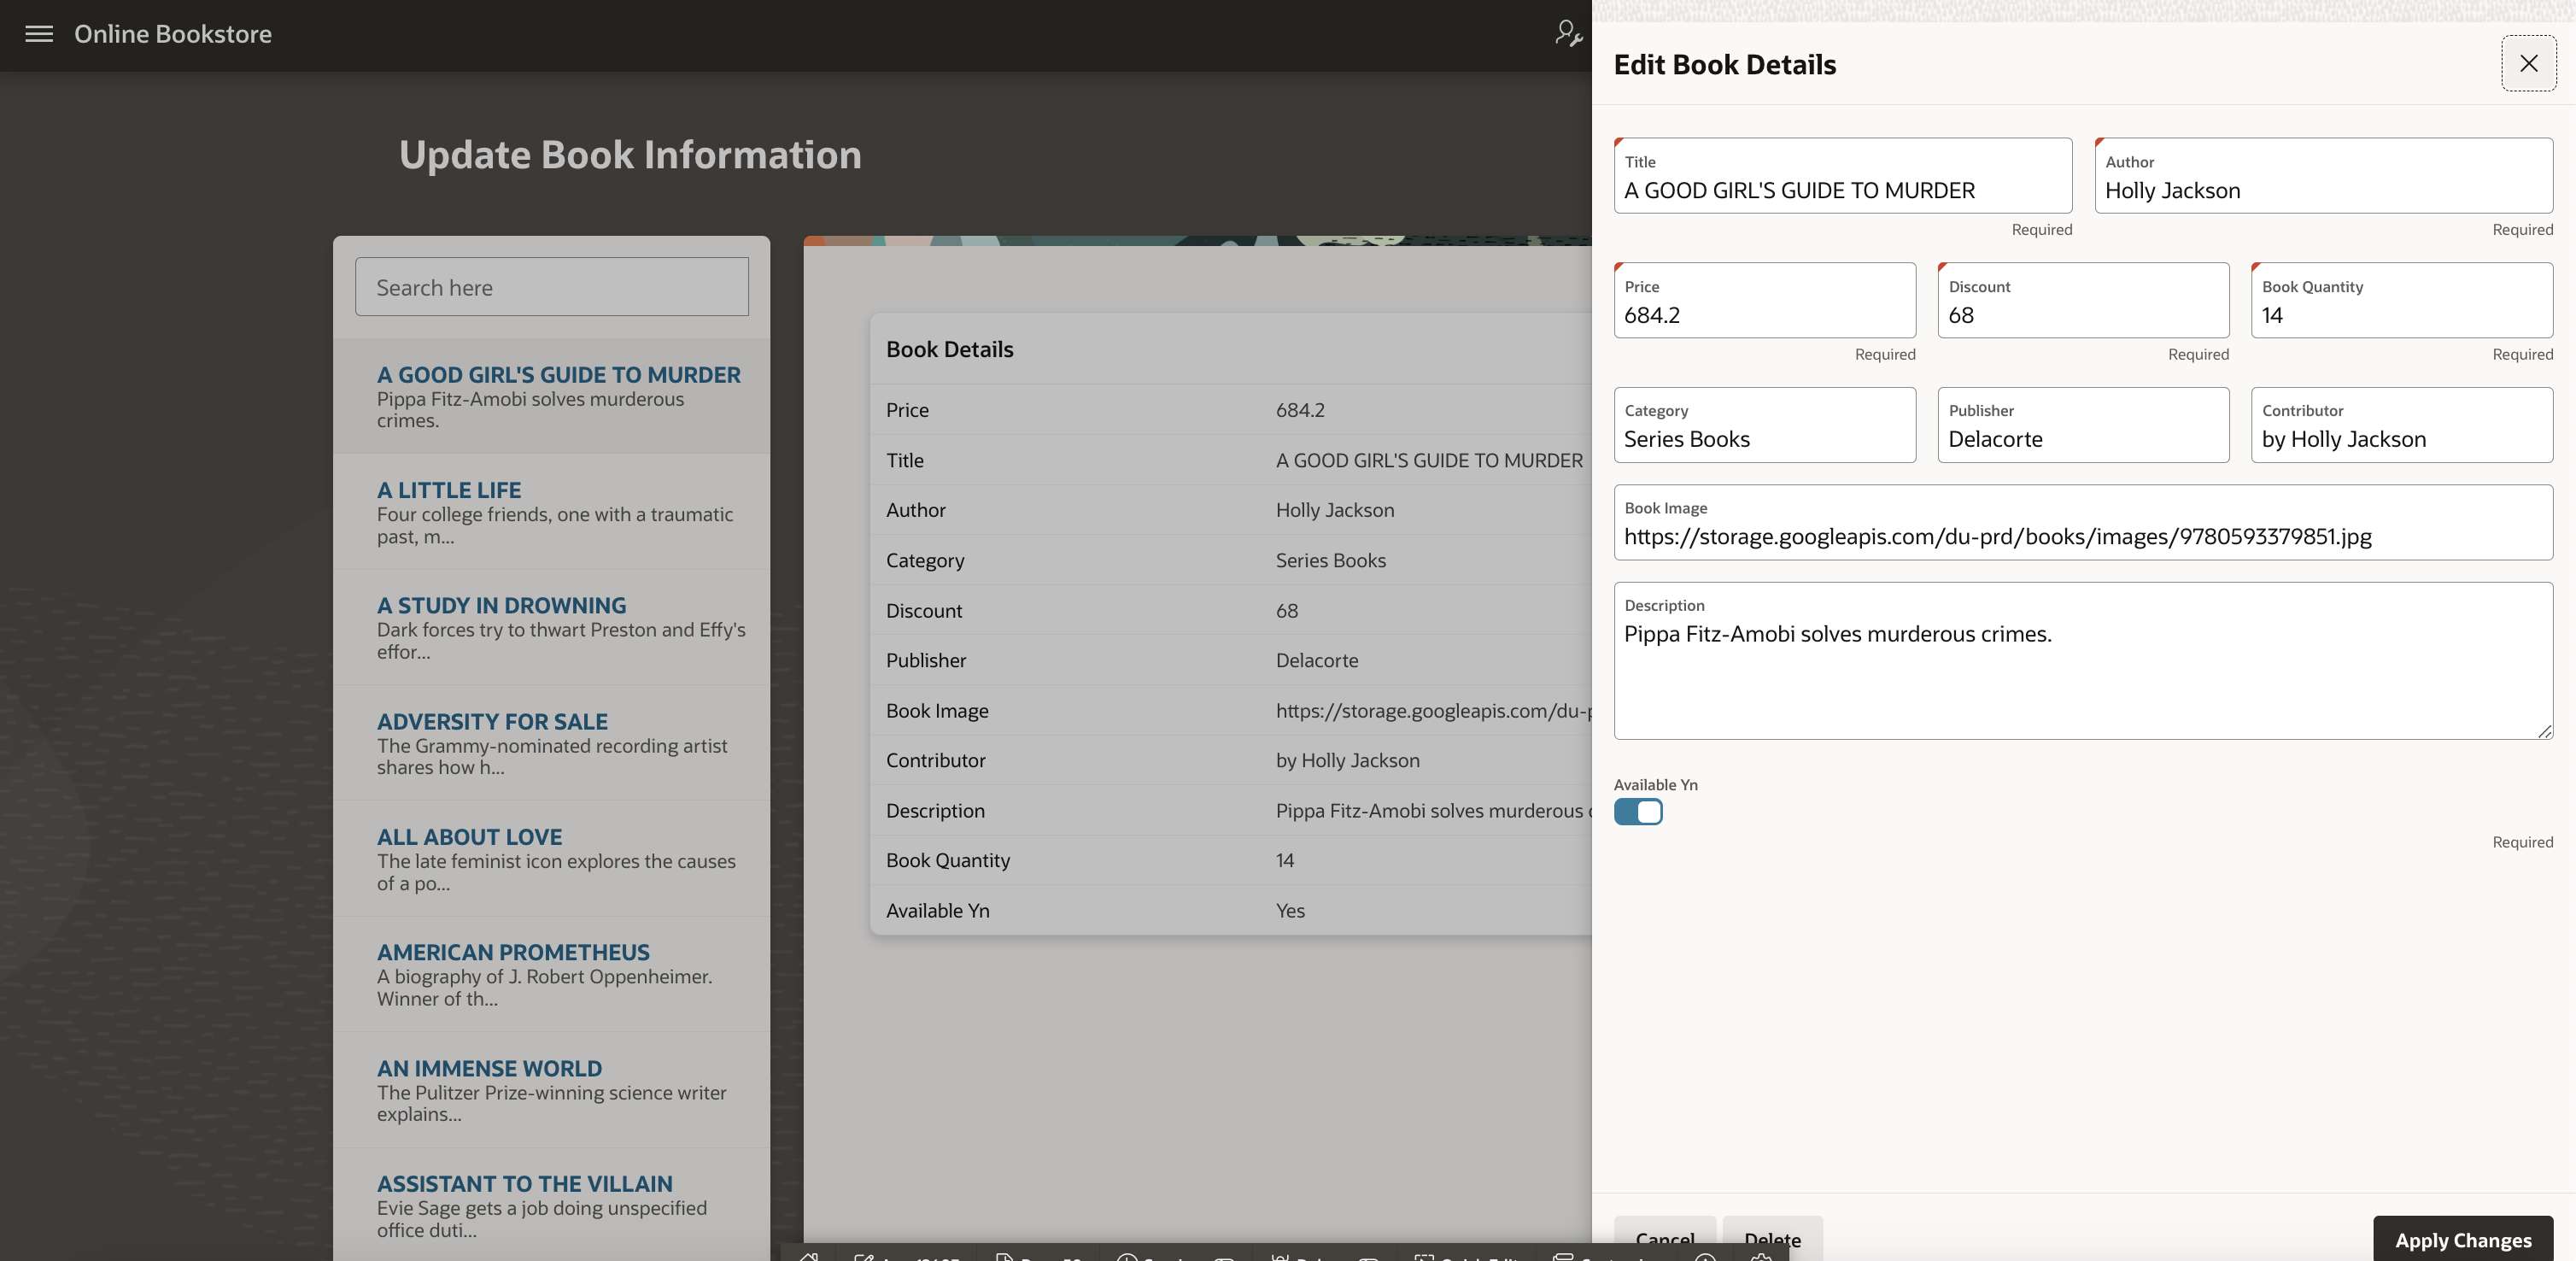 Online Bookstore
Update Book Information
Search here
A GOOD GIRL'S GUIDE TO MURDER
Pippa Fitz-Amobi solves murderous
crimes.
A LITTLE LIFE
Four college friends, one with a traumatic
past, m...
A STUDY IN DROWNING
Dark forces try to thwart Preston and Effy's
effor...
ADVERSITY FOR SALE
The Grammy-nominated recording artist
shares how h...
ALL ABOUT LOVE
The late feminist icon explores the causes
of a po...
AMERICAN PROMETHEUS
A biography of J. Robert Oppenheimer.
Winner of th...
AN IMMENSE WORLD
The Pulitzer Prize-winning science writer
explains...
ASSISTANT TO THE VILLAIN
Evie Sage gets a job doing unspecified
office duti...
Book Details
Price 684.2
Title A GOOD GIRL'S GUIDE TO MURDER
Author Holly Jackson
Category Series Books
Discount 68
Publisher Delacorte
Book Image https://storage.googleapis.com/du-p
Contributor by Holly Jackson
Description Pippa Fitz-Amobi solves murderous
Book Quantity 14
Available Yn Yes
Edit Book Details
Title Author
A GOOD GIRL'S GUIDE TO MURDER Holly Jackson
Required Required
Price Discount Book Quantity
684.2 68 14
Required Required Required
Category Publisher Contributor
Series Books Delacorte by Holly Jackson
Book Image
https://storage.googleapis.com/du-prd/books/images/9780593379851.jpg
Description
Pippa Fitz-Amobi solves murderous crimes.
Available Yn
Required
Cancel Delete Apply Changes